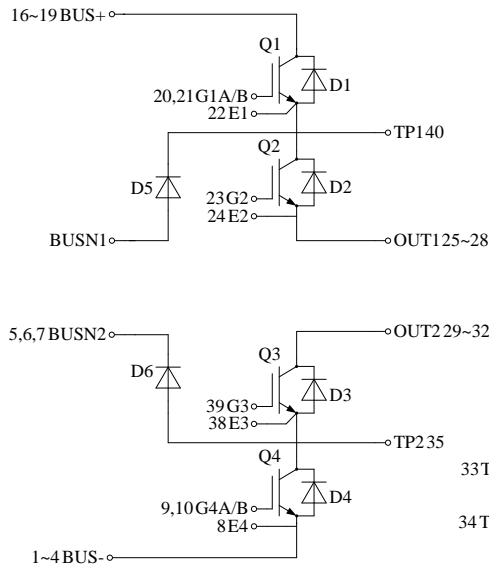 16~19 BUS+
Q1
D1
20,21 G1A/B
22 E1
TP1 40
Q2
D5
D2
23 G2
24 E2
BUSN1
OUT1 25~28
5,6,7 BUSN2
OUT2 29~32
Q3
D6
D3
39 G3
38 E3
TP2 35
Q4
33 T
D4
9,10 G4A/B
8 E4
34 T
1~4 BUS-